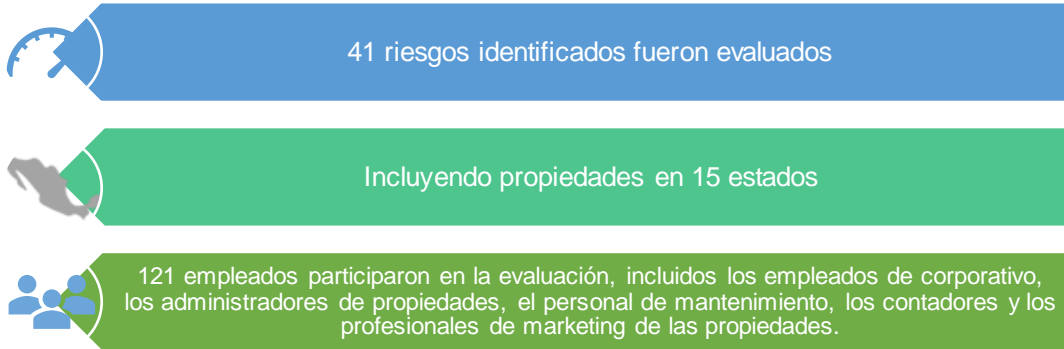 41 riesgos identificados fueron evaluados
Incluyendo propiedades en 15 estados
121 empleados participaron en la evaluación, incluidos los empleados de corporativo,
los administradores de propiedades, el personal de mantenimiento, los contadores y los
profesionales de marketing de las propiedades.